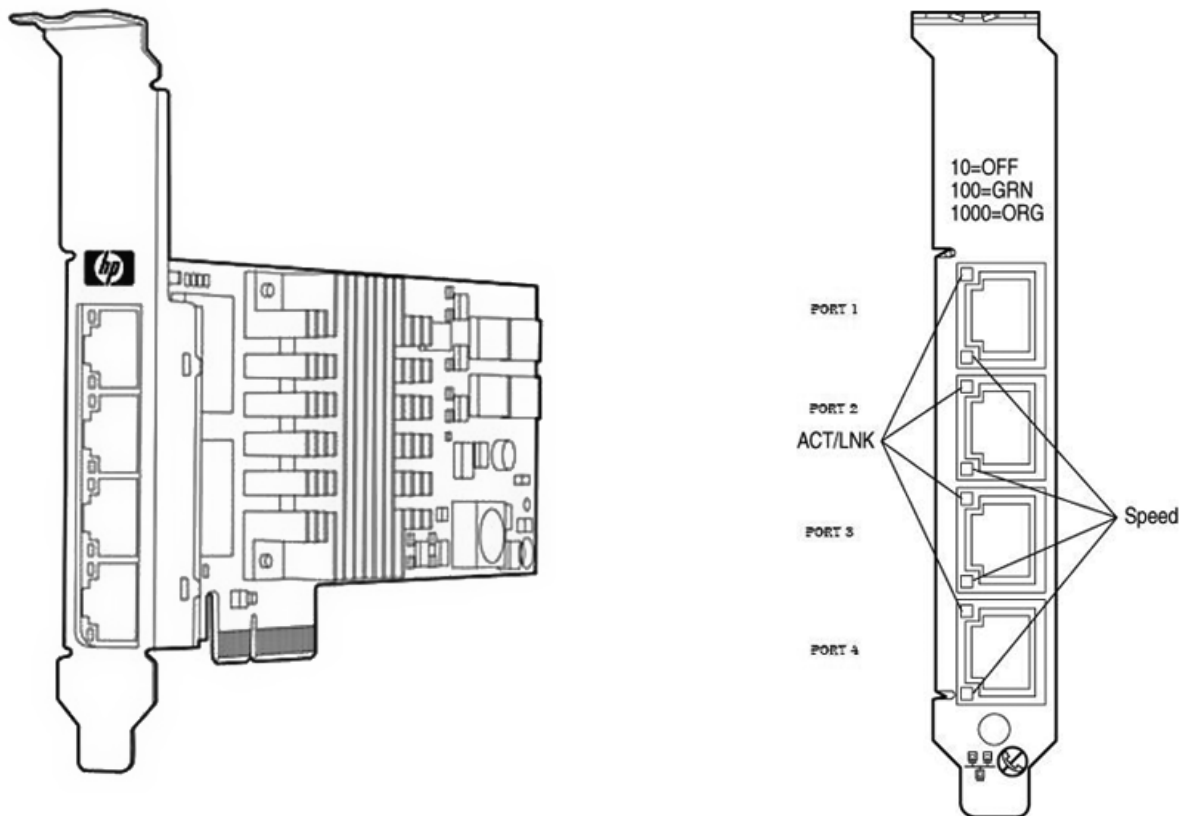 hp
10=OFF
100=GRN
1000=ORG
PORT 1
PORT 2
ACT/LNK
Speed
PORT 3
PORT 4